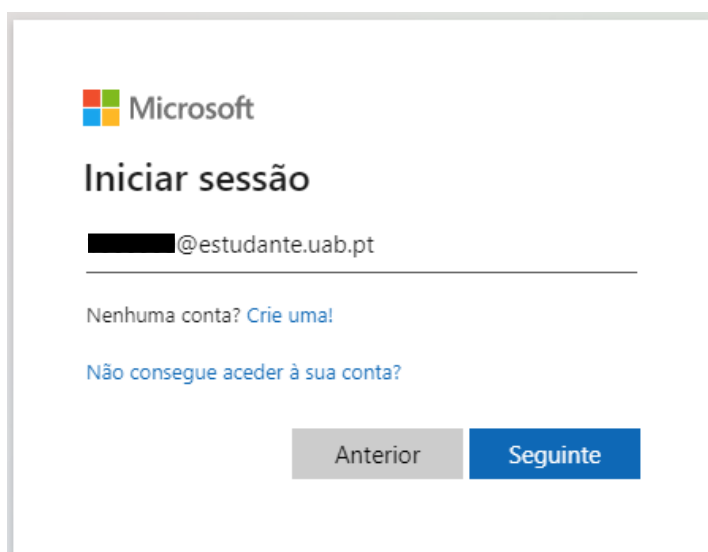 Microsoft
Iniciar sessão
@estudante.uab.pt
Nenhuma conta? Crie uma!
Não consegue aceder à sua conta?
Anterior Seguinte